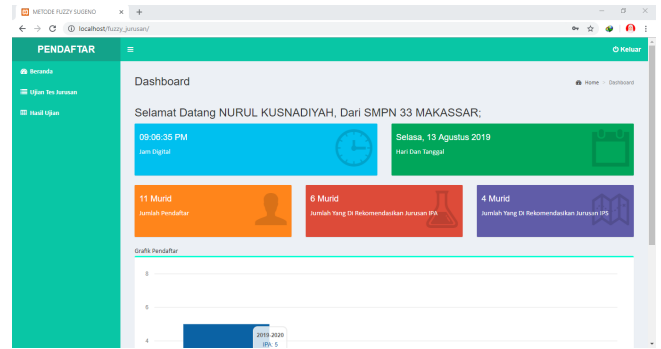 METODE FUZZY SUGENO
localhost/fuzzy_jurusan/
PENDAFTAR
Keluar
Beranda
Ujian Tes Jurusan
Hasil Ujian
Dashboard
Home > Dashboard
Selamat Datang NURUL KUSNADIYAH, Dari SMPN 33 MAKASSAR;
09:06:35 PM
Jam Digital
Selasa, 13 Agustus 2019
Hari Dan Tanggal
11 Murid
Jumlah Pendaftar
6 Murid
Jumlah Yang Di Rekomendasikan Jurusan IPA
4 Murid
Jumlah Yang Di Rekomendasikan Jurusan IPS
Grafik Pendaftar
8
6
4
2019-2020
IPA: 5